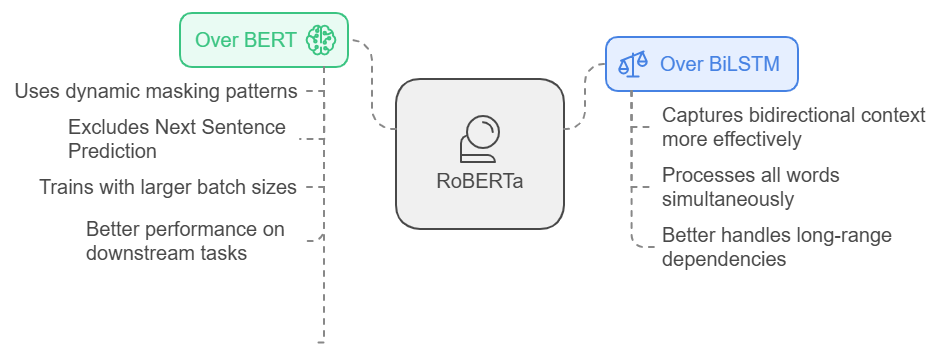 Over BERT
Uses dynamic masking patterns
Excludes Next Sentence
Prediction
Trains with larger batch sizes
Better performance on
downstream tasks
RoBERTa
Over BiLSTM
Captures bidirectional context
more effectively
Processes all words
simultaneously
Better handles long-range
dependencies